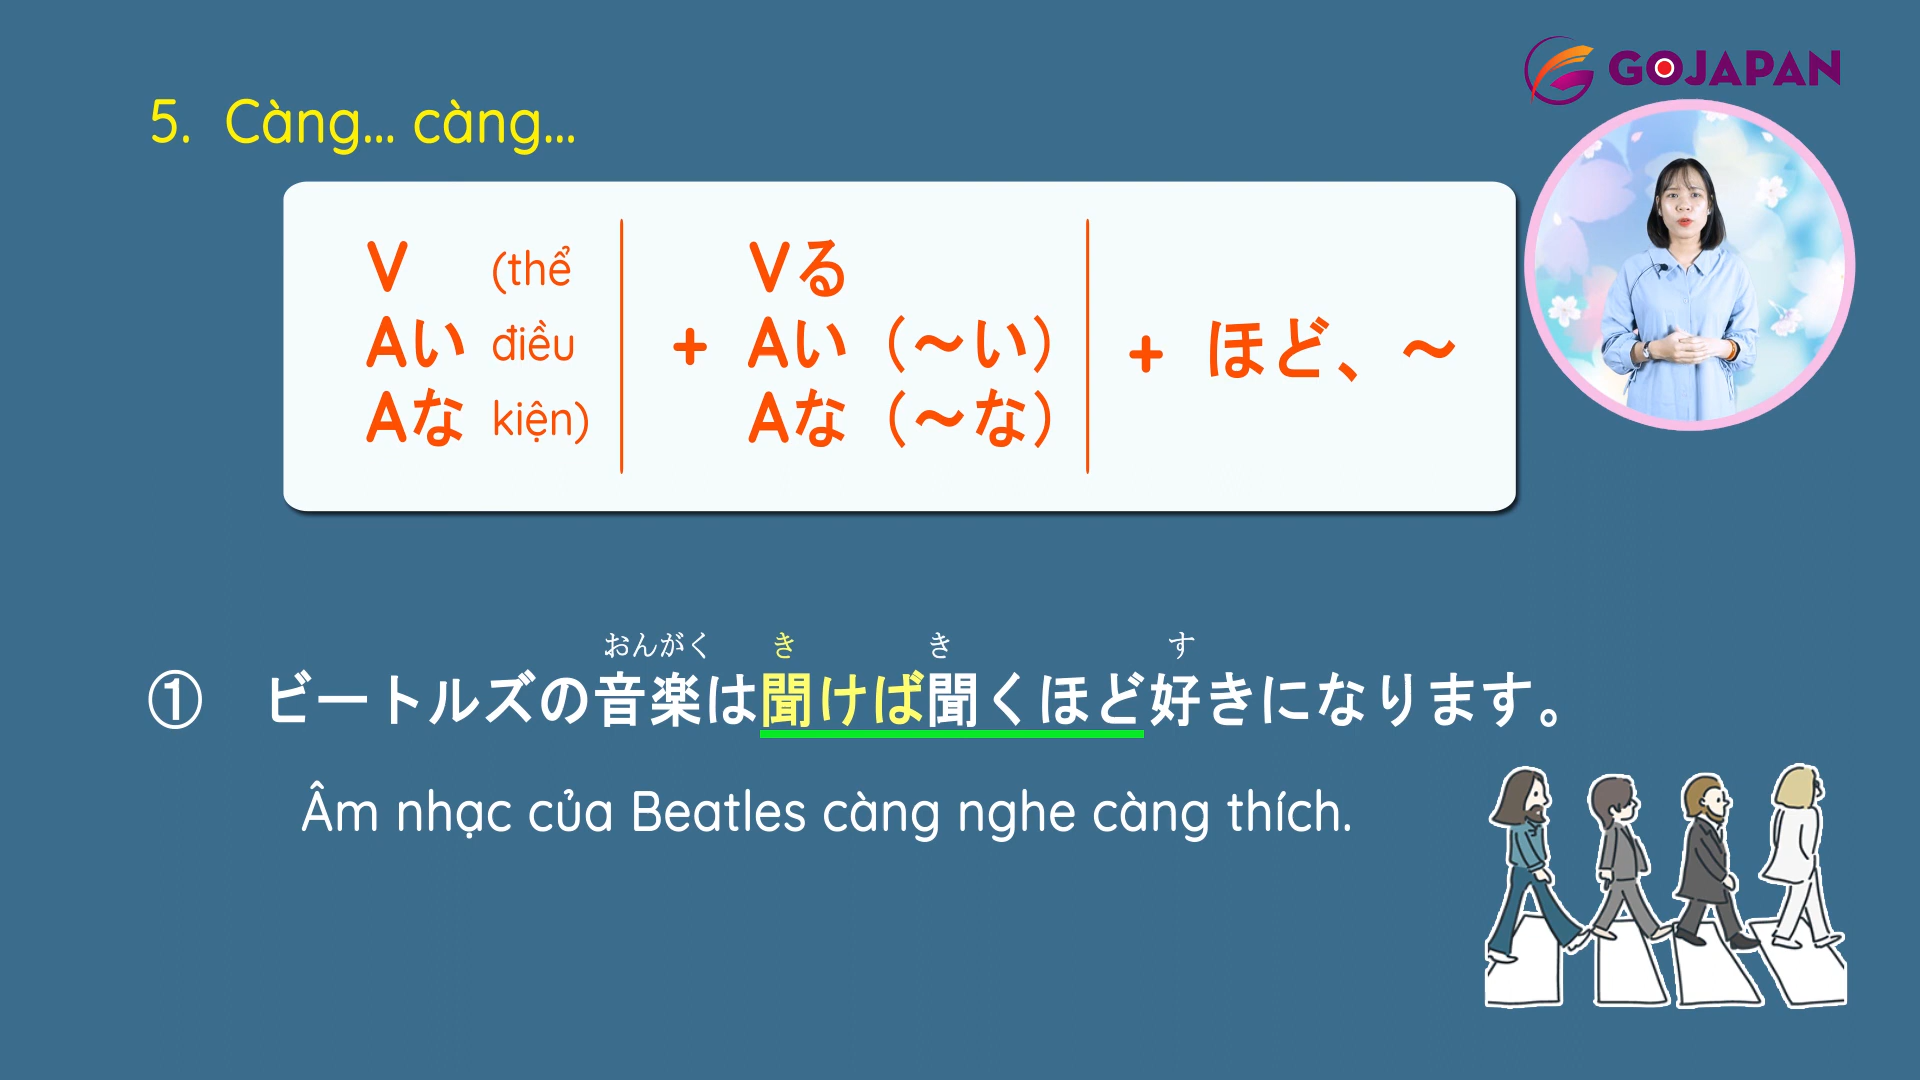 GOJAPAN
5. Càng... càng...
V (thể
Aい điều
Aな kiện)
+
Vる
Aい（～い）
Aな（～な）
+ ほど、～
おんがく き き す
① ビートルズの音楽は聞けば聞くほど好きになります。
Âm nhạc của Beatles càng nghe càng thích.